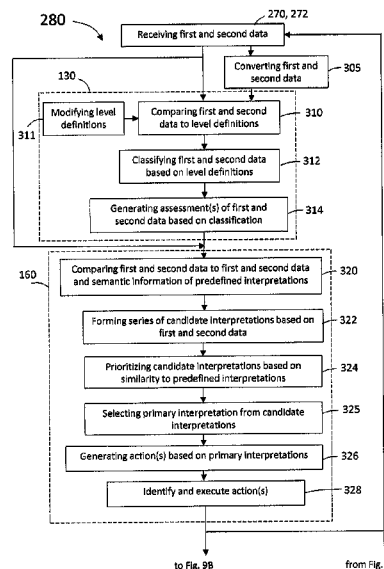 280
270, 272
Receiving first and second data
Converting first and
second data
305
130
Modifying level
definitions
311
Comparing first and second
data to level definitions
310
Classifying first and second data
based on level definitions
312
Generating assessment(s) of first and
second data based on classification
314
160
Comparing first and second data to first and second data
and semantic information of predefined interpretations
320
Forming series of candidate interpretations based on
first and second data
322
Prioritizing candidate interpretations based on
similarity to predefined interpretations
324
Selecting primary interpretation from candidate
interpretations
325
Generating action(s) based on primary interpretations
326
Identify and execute action(s)
328
to Fig. 9B
from Fig.